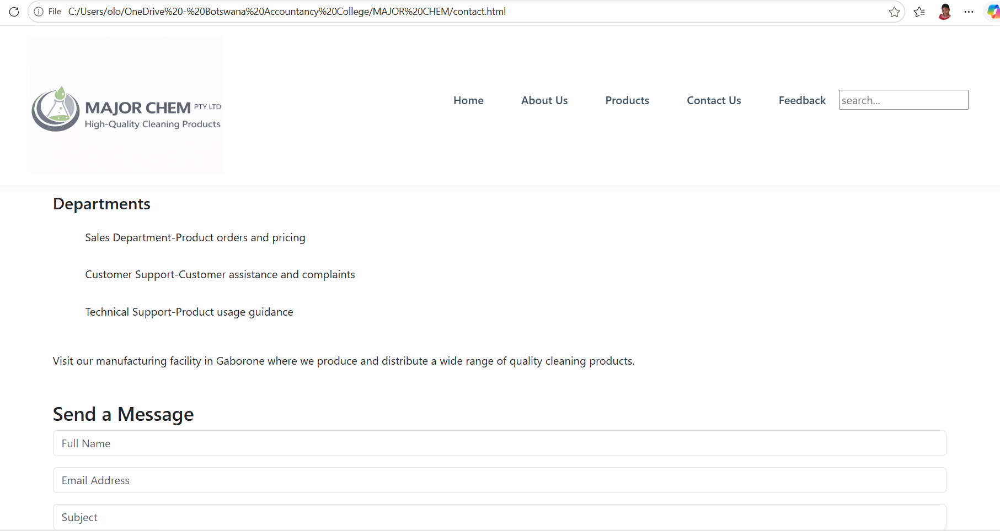 File C:/Users/olo/OneDrive%20-%20Botswana%20Accountancy%20College/MAJOR%20CHEM/contact.html
MAJOR CHEM PTY LTD
High-Quality Cleaning Products
Home About Us Products Contact Us Feedback search...
Departments
Sales Department-Product orders and pricing
Customer Support-Customer assistance and complaints
Technical Support-Product usage guidance
Visit our manufacturing facility in Gaborone where we produce and distribute a wide range of quality cleaning products.
Send a Message
Full Name
Email Address
Subject